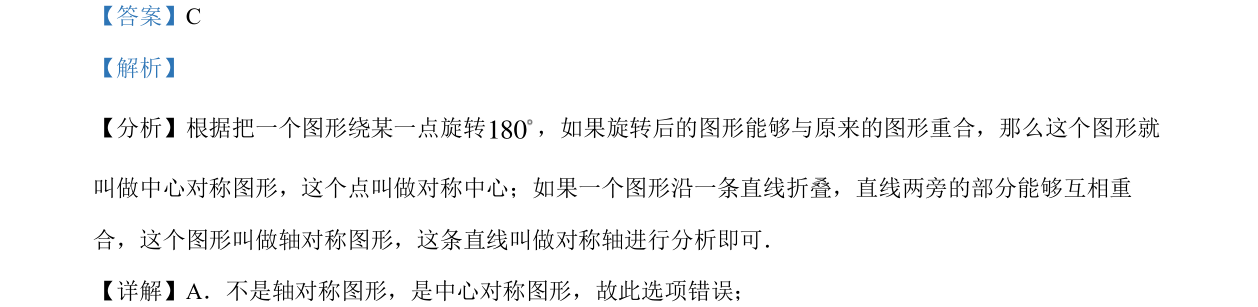 【答案】C
【解析】
【分析】根据把一个图形绕某一点旋转180°，如果旋转后的图形能够与原来的图形重合，那么这个图形就
叫做中心对称图形，这个点叫做对称中心；如果一个图形沿一条直线折叠，直线两旁的部分能够互相重
合，这个图形叫做轴对称图形，这条直线叫做对称轴进行分析即可．
【详解】A．不是轴对称图形，是中心对称图形，故此选项错误；